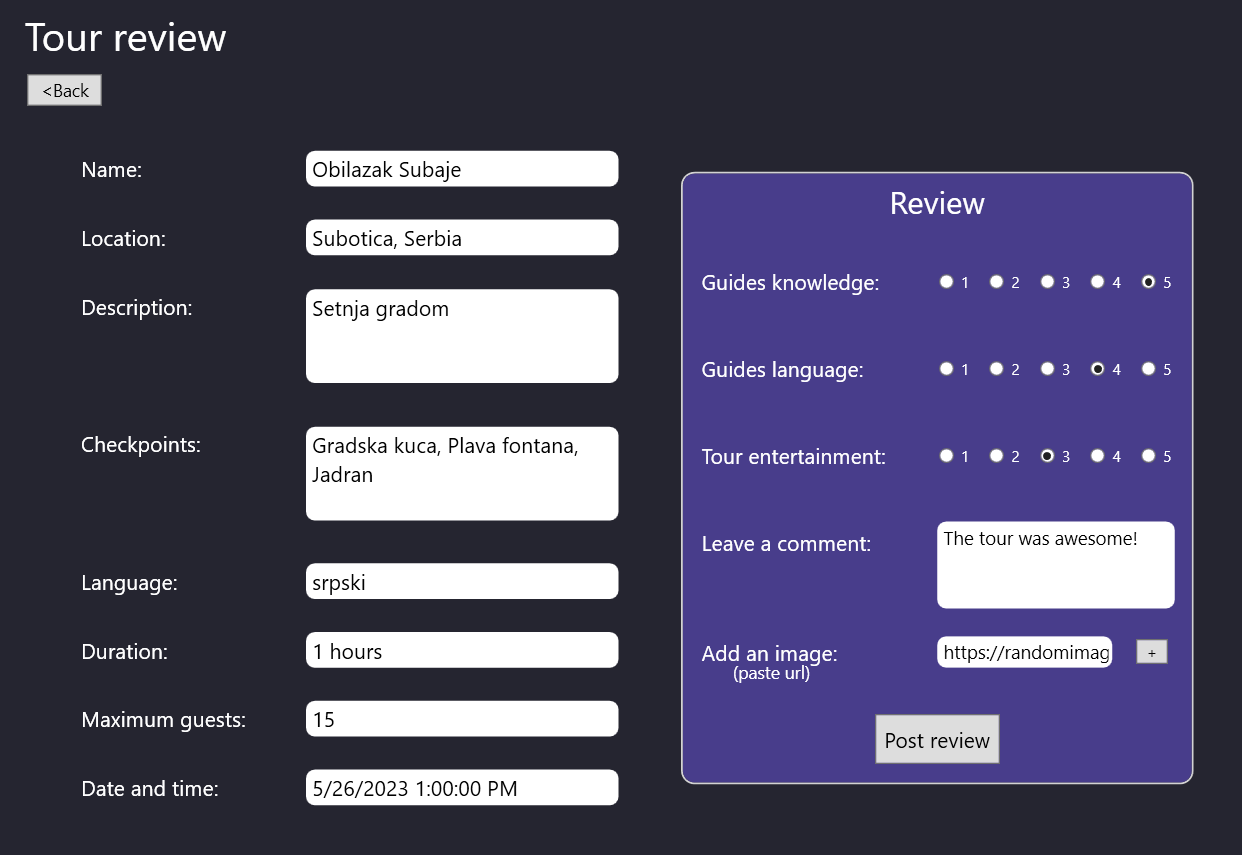 Tour review
<Back
Name: Obilazak Subaje
Location: Subotica, Serbia
Description: Setnja gradom
Checkpoints: Gradska kuca, Plava fontana,
Jadran
Language: srpski
Duration: 1 hours
Maximum guests: 15
Date and time: 5/26/2023 1:00:00 PM
Review
Guides knowledge: 1 2 3 4 5
Guides language: 1 2 3 4 5
Tour entertainment: 1 2 3 4 5
Leave a comment: The tour was awesome!
Add an image: https://randomimag +
(paste url)
Post review